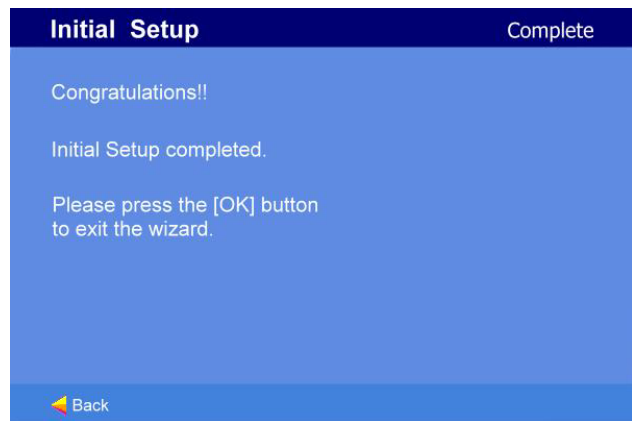 Initial Setup
Complete
Congratulations!!
Initial Setup completed.
Please press the [OK] button
to exit the wizard.
Back